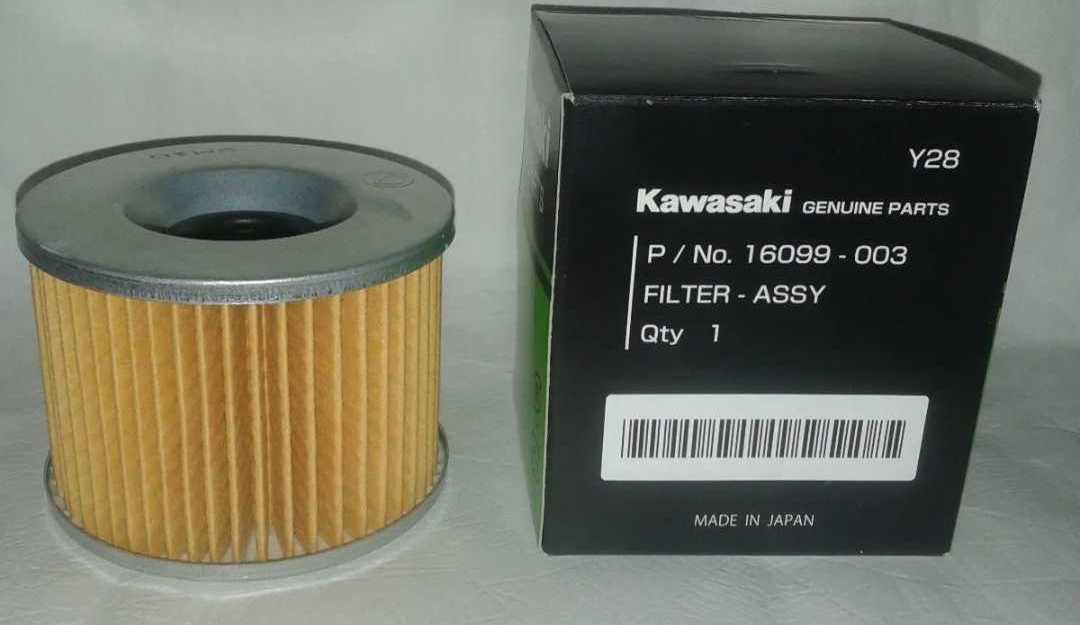 Y28
Kawasaki GENUINE PARTS
P / No. 16099 - 003
FILTER - ASSY
Qty 1
MADE IN JAPAN